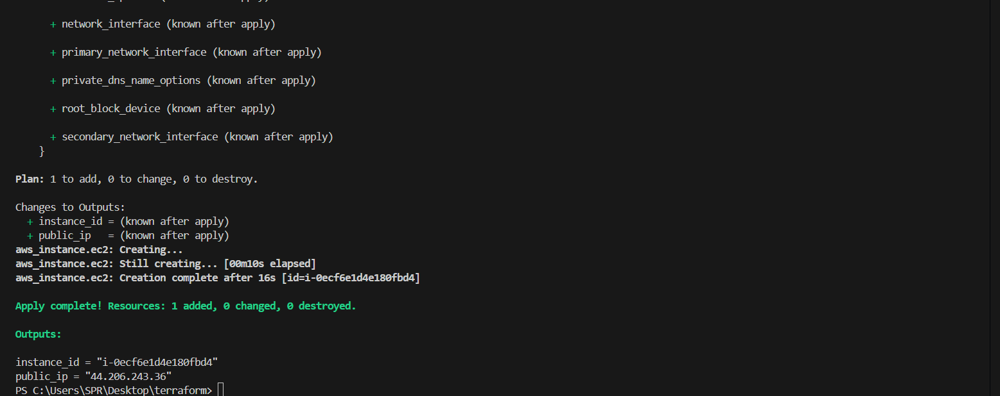 + network_interface (known after apply)
+ primary_network_interface (known after apply)
+ private_dns_name_options (known after apply)
+ root_block_device (known after apply)
+ secondary_network_interface (known after apply)
}
Plan: 1 to add, 0 to change, 0 to destroy.
Changes to Outputs:
+ instance_id = (known after apply)
+ public_ip   = (known after apply)
aws_instance.ec2: Creating...
aws_instance.ec2: Still creating... [00m10s elapsed]
aws_instance.ec2: Creation complete after 16s [id=i-0ecf6e1d4e180fbd4]
Apply complete! Resources: 1 added, 0 changed, 0 destroyed.
Outputs:
instance_id = "i-0ecf6e1d4e180fbd4"
public_ip = "44.206.243.36"
PS C:\Users\SPR\Desktop\terraform>